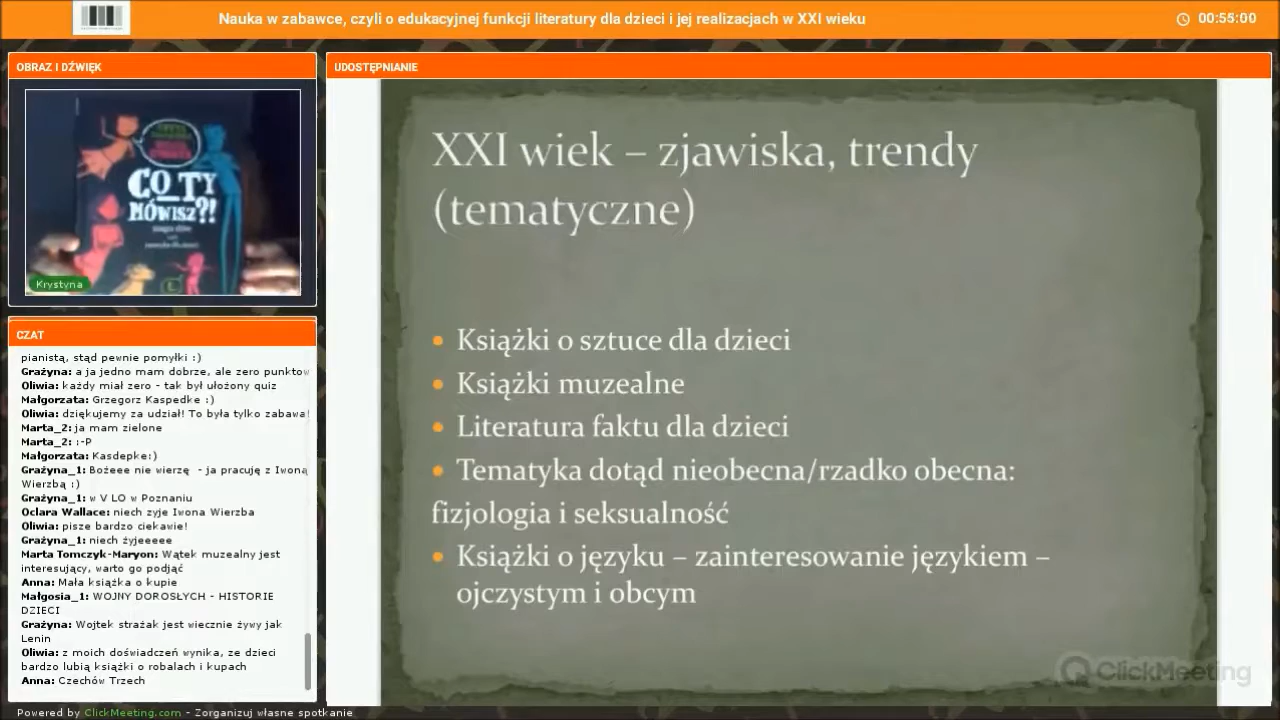 Nauka w zabawce, czyli o edukacyjnej funkcji literatury dla dzieci i jej realizacjach w XXI wieku
00:55:00
OBRAZ I DŹWIĘK
CO TY
MÓWISZ?!
Krystyna
CZAT
pianistą, stąd pewnie pomyłki :)
Grażyna: a ja jedno mam dobrze, ale zero punktow
Oliwia: każdy miał zero - tak był ułożony quiz
Małgorzata: Grzegorz Kaspedke :)
Oliwia: dziękujemy za udział! To była tylko zabawa!
Marta_2: ja mam zielone
Marta_2: :-P
Małgorzata: Kasdepke:)
Grażyna_1: Bożeee nie wierzę - ja pracuję z Iwoną
Wierzbą :)
Grażyna_1: w V LO w Poznaniu
Oclara Wallace: niech zyje Iwona Wierzba
Oliwia: pisze bardzo ciekawie!
Grażyna_1: niech żyjeeeee
Marta Tomczyk-Maryon: Wątek muzealny jest
interesujący, warto go podjąć
Anna: Mała książka o kupie
Małgosia_1: WOJNY DOROSŁYCH - HISTORIE
DZIECI
Grażyna: Wojtek strażak jest wiecznie żywy jak
Lenin
Oliwia: z moich doświadczeń wynika, ze dzieci
bardzo lubią książki o robalach i kupach
Anna: Czechów Trzech
Powered by ClickMeeting.com - Zorganizuj własne spotkanie
UDOSTĘPNIANIE
XXI wiek – zjawiska, trendy
(tematyczne)
• Książki o sztuce dla dzieci
• Książki muzealne
• Literatura faktu dla dzieci
• Tematyka dotąd nieobecna/rzadko obecna:
fizjologia i seksualność
• Książki o języku – zainteresowanie językiem –
ojczystym i obcym
ClickMeeting